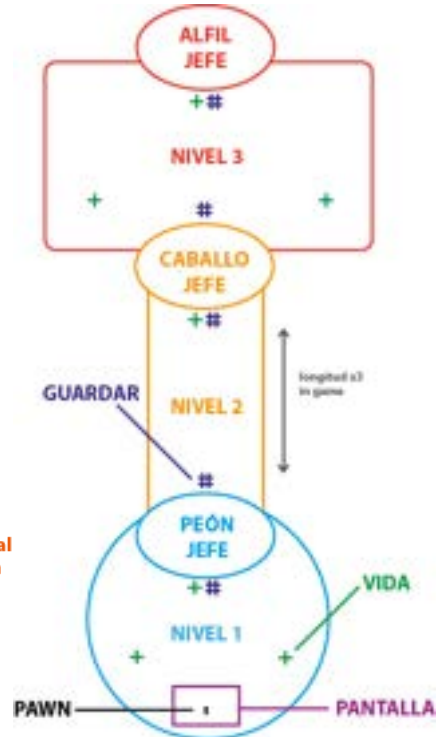 ALFIL
JEFE
+#
NIVEL 3
+ +
#
CABALLO
JEFE
+#
longitud x3
in game
GUARDAR
NIVEL 2
#
PEÓN
JEFE
al
+#
VIDA
NIVEL 1
+ +
PAWN
x
PANTALLA